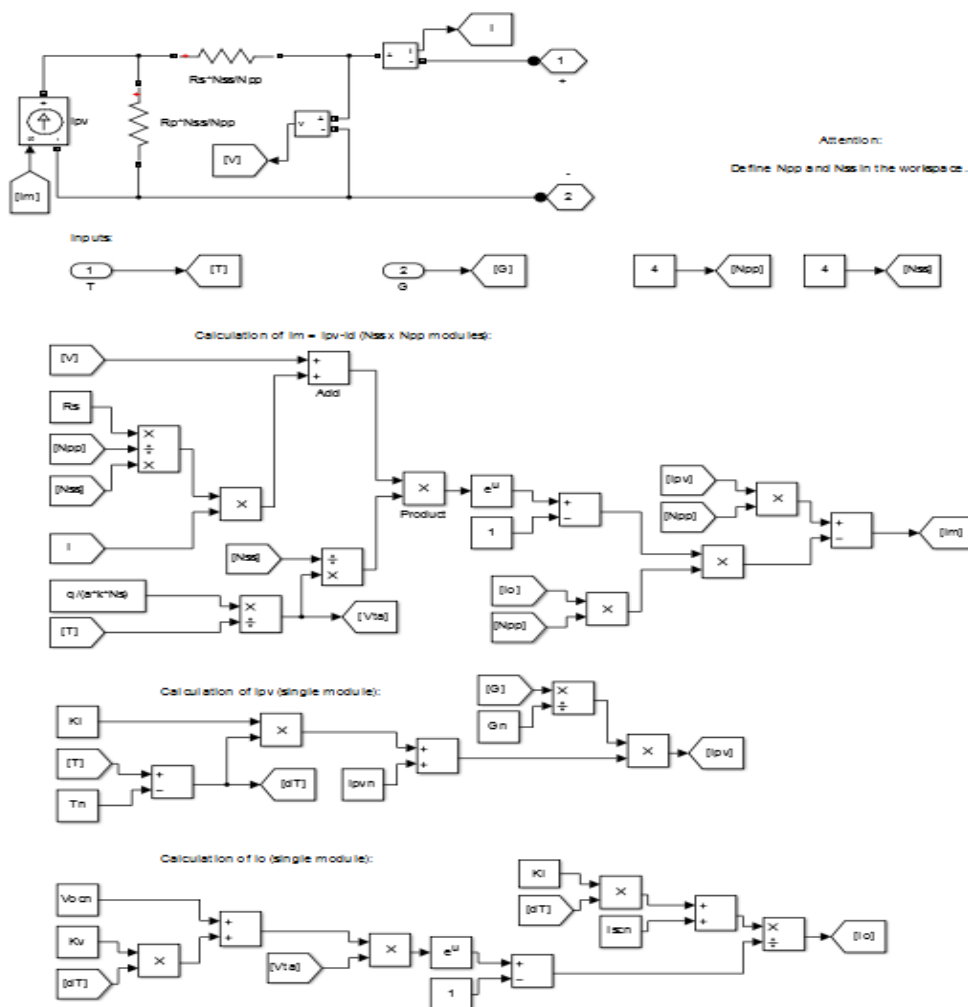 I
+ i -
1
+
Rs*Nss/Npp
Ipv
Rp*Nss/Npp
v + -
[V]
[Im]
-
2
Attention:
Define Npp and Nss in the workspace.
Inputs:
1
T
[T]
2
G
[G]
4
[Npp]
4
[Nss]
Calculation of Im = Ipv-Id (Nss x Npp modules):
[V]
+
+
Add
Rs
[Npp]
[Nss]
×
÷
×
×
I
[Nss]
÷
×
×
Product
e^u
1
+
−
[Ipv]
[Npp]
×
+
−
[Im]
×
[Io]
[Npp]
×
q/(a*k*Ns)
[T]
×
÷
[Vta]
Calculation of Ipv (single module):
KI
×
[T]
Tn
+
−
[dT]
+
+
Ipvn
[G]
Gn
×
÷
×
[Ipv]
Calculation of Io (single module):
Vocn
Kv
[dT]
×
+
+
[Vta]
×
e^u
1
+
−
KI
[dT]
×
Iscn
+
+
×
÷
[Io]